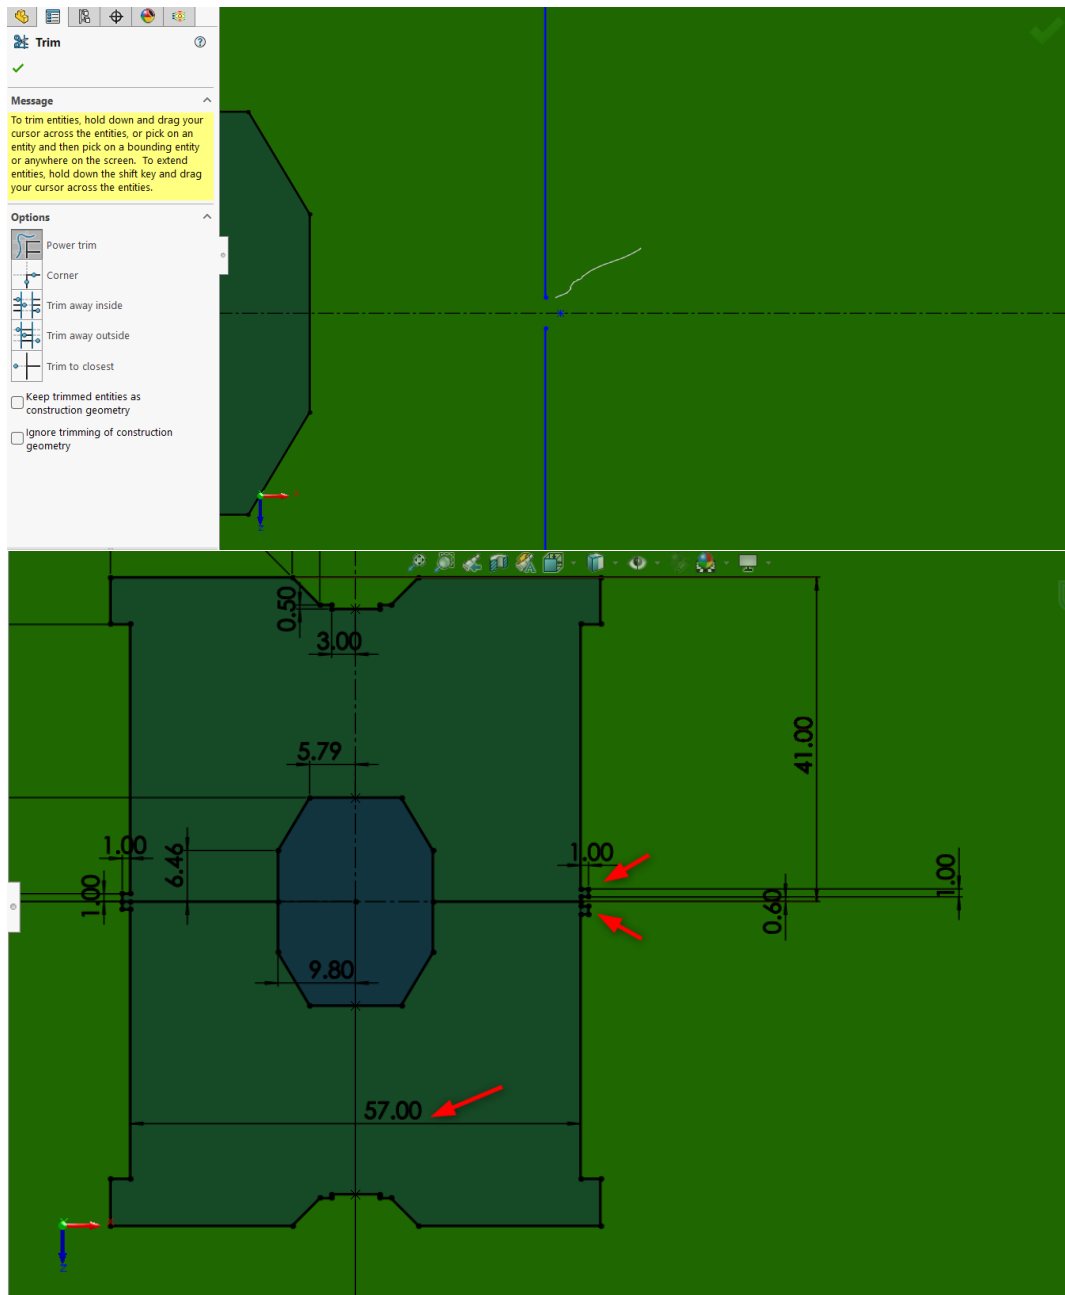 Trim
Message
To trim entities, hold down and drag your
cursor across the entities, or pick on an
entity and then pick on a bounding entity
or anywhere on the screen.  To extend
entities, hold down the shift key and drag
your cursor across the entities.
Options
Power trim
Corner
Trim away inside
Trim away outside
Trim to closest
Keep trimmed entities as
construction geometry
Ignore trimming of construction
geometry
Z
0.50
3.00
41.00
5.79
1.00
6.46
1.00
1.00
1.00
0.60
9.80
57.00
Z